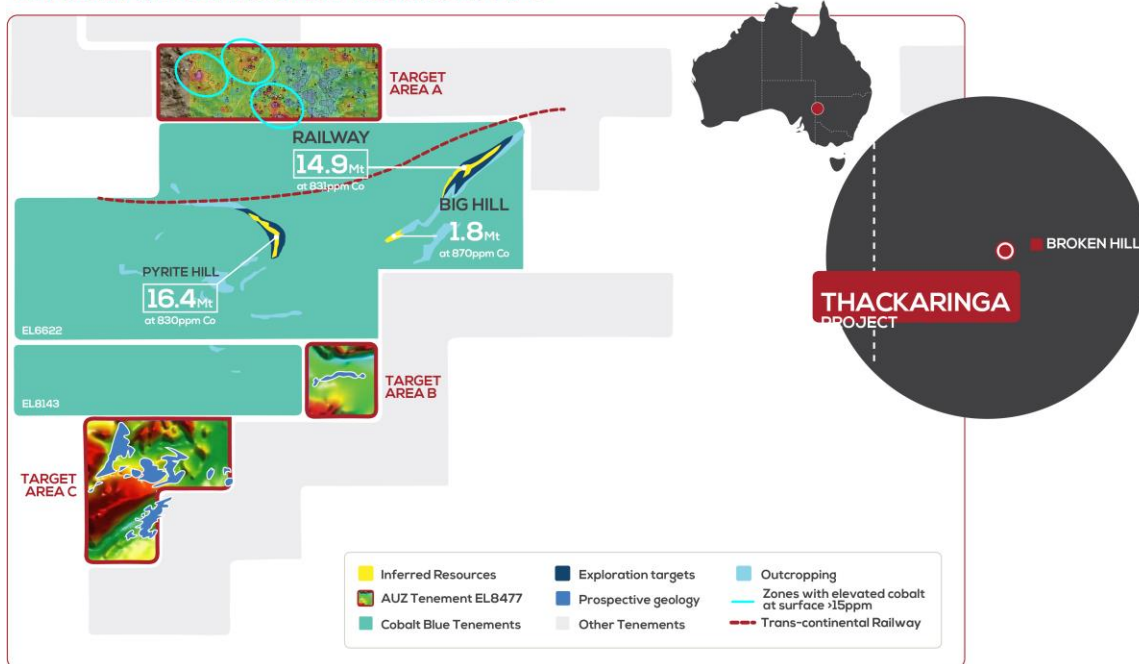 TARGET
AREA A
RAILWAY
14.9Mt
at 831ppm Co
BIG HILL
1.8Mt
at 870ppm Co
PYRITE HILL
16.4Mt
at 830ppm Co
EL6622
BROKEN HILL
THACKARINGA
PROJECT
TARGET
AREA B
EL8143
TARGET
AREA C
Inferred Resources
AUZ Tenement EL8477
Cobalt Blue Tenements
Exploration targets
Prospective geology
Other Tenements
Outcropping
Zones with elevated cobalt
at surface >15ppm
Trans-continental Railway